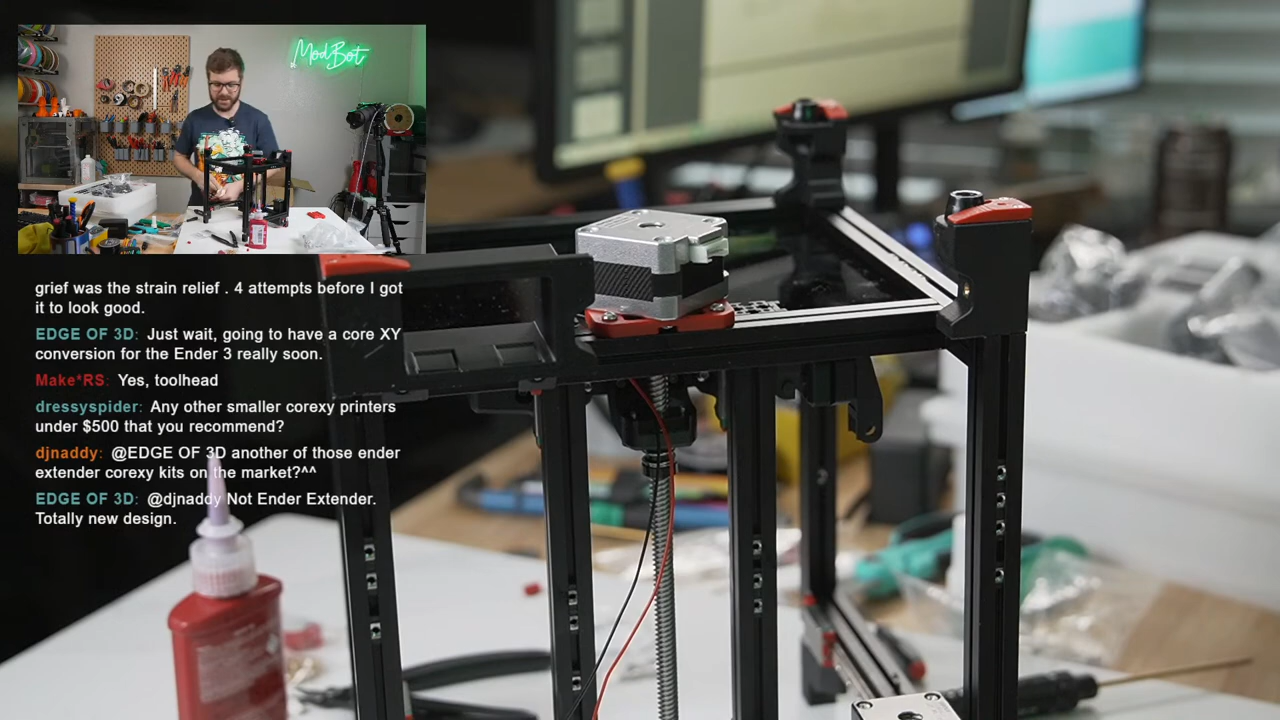 ModBot
grief was the strain relief . 4 attempts before I got
it to look good.
EDGE OF 3D: Just wait, going to have a core XY
conversion for the Ender 3 really soon.
Make*RS: Yes, toolhead
dressyspider: Any other smaller corexy printers
under $500 that you recommend?
djnaddy: @EDGE OF 3D another of those ender
extender corexy kits on the market?^^
EDGE OF 3D: @djnaddy Not Ender Extender.
Totally new design.